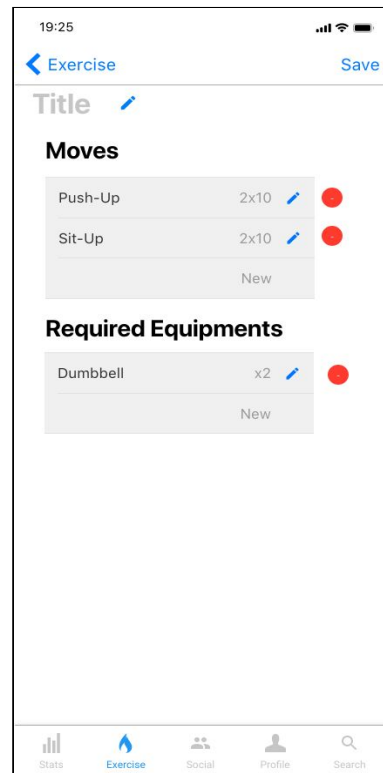 19:25
Exercise Save
Title
Moves
Push-Up 2x10 -
Sit-Up 2x10 -
New
Required Equipments
Dumbbell x2 -
New
Stats Exercise Social Profile Search